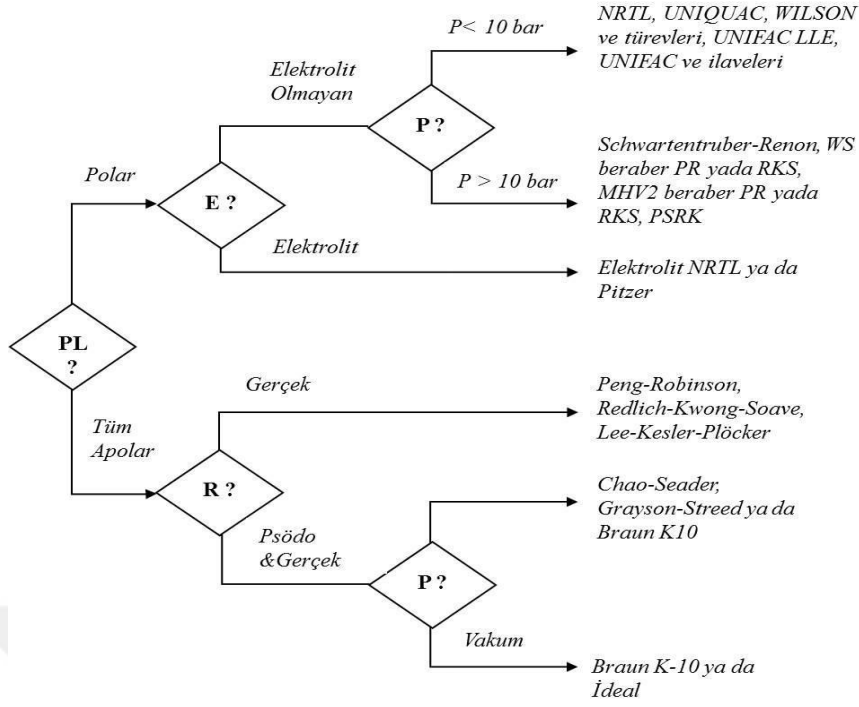 P< 10 bar
NRTL, UNIQUAC, WILSON
ve türevleri, UNIFAC LLE,
UNIFAC ve ilaveleri
Elektrolit
Olmayan
P ?
P > 10 bar
Schwartentruber-Renon, WS
beraber PR yada RKS,
MHV2 beraber PR yada
RKS, PSRK
Polar
E ?
Elektrolit
Elektrolit NRTL ya da
Pitzer
PL
?
Gerçek
Peng-Robinson,
Redlich-Kwong-Soave,
Lee-Kesler-Plöcker
Tüm
Apolar
R ?
Chao-Seader,
Grayson-Streed ya da
Braun K10
Psödo
&Gerçek
P ?
Vakum
Braun K-10 ya da
İdeal